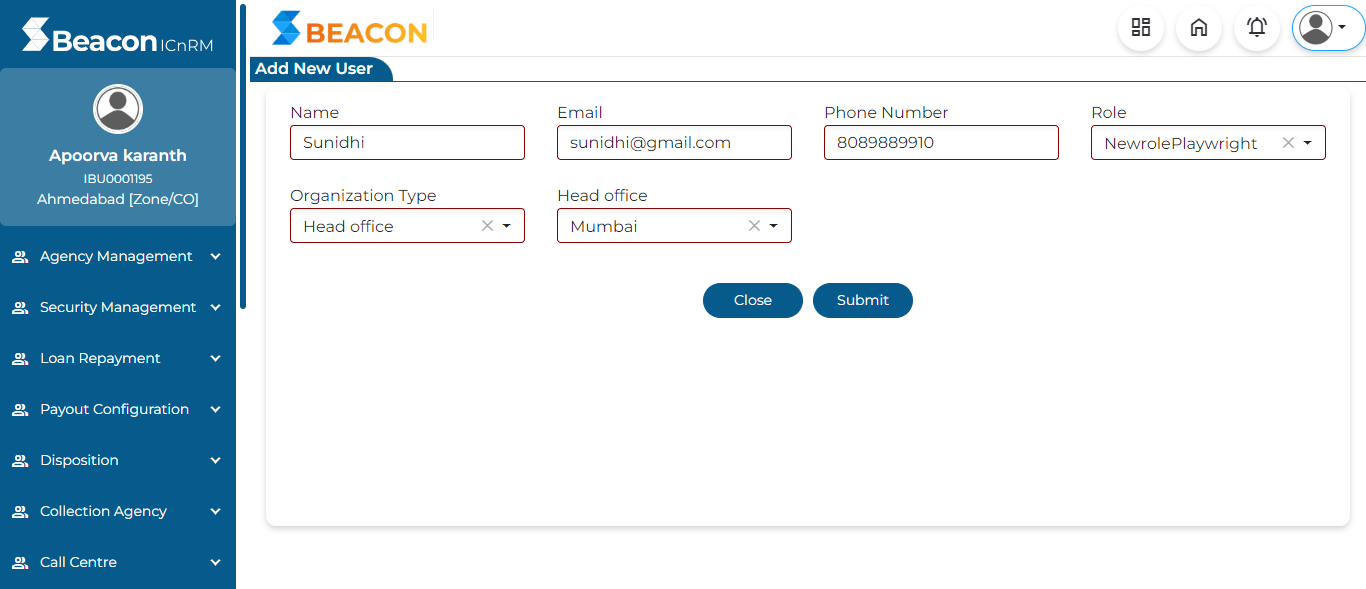 Beacon ICnRM
Apoorva karanth
IBU0001195
Ahmedabad [Zone/CO]
Agency Management
Security Management
Loan Repayment
Payout Configuration
Disposition
Collection Agency
Call Centre
BEACON
Add New User
Name Email Phone Number Role
Sunidhi sunidhi@gmail.com 8089889910 NewrolePlaywright
Organization Type Head office
Head office Mumbai
Close Submit